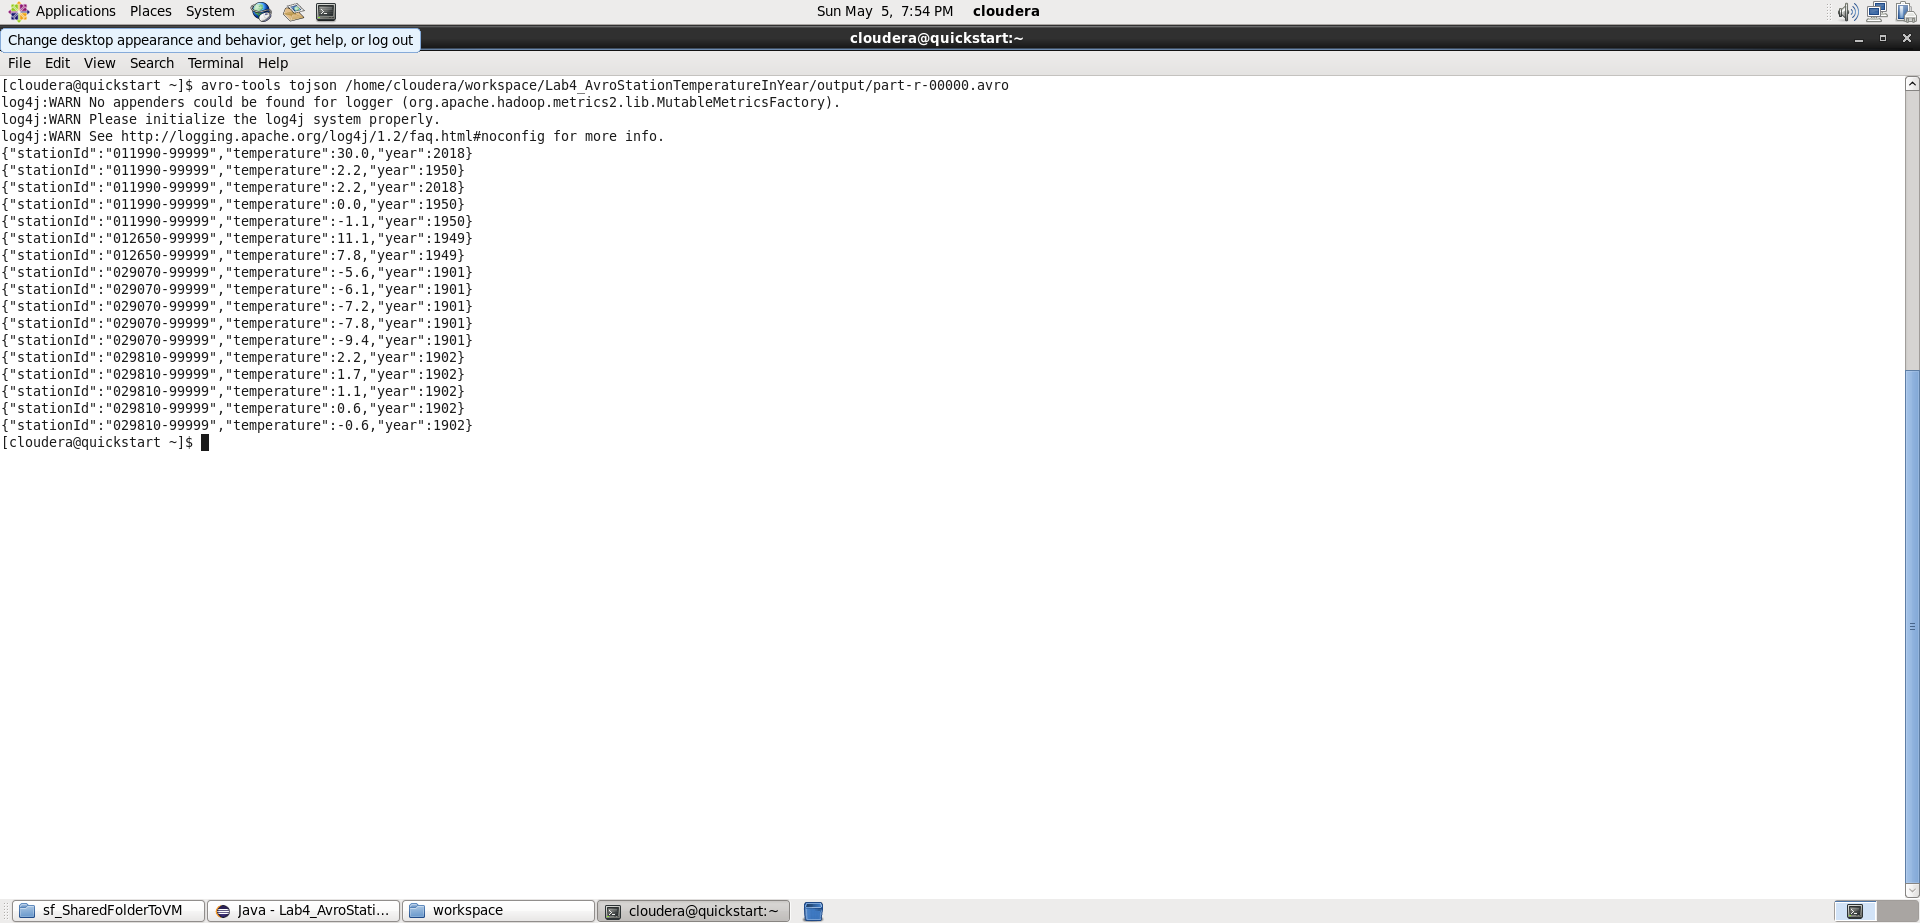 Applications Places System Sun May 5, 7:54 PM cloudera
Change desktop appearance and behavior, get help, or log out
cloudera@quickstart:~
File Edit View Search Terminal Help
[cloudera@quickstart ~]$ avro-tools tojson /home/cloudera/workspace/Lab4_AvroStationTemperatureInYear/output/part-r-00000.avro
log4j:WARN No appenders could be found for logger (org.apache.hadoop.metrics2.lib.MutableMetricsFactory).
log4j:WARN Please initialize the log4j system properly.
log4j:WARN See http://logging.apache.org/log4j/1.2/faq.html#noconfig for more info.
{"stationId":"011990-99999","temperature":30.0,"year":2018}
{"stationId":"011990-99999","temperature":2.2,"year":1950}
{"stationId":"011990-99999","temperature":2.2,"year":2018}
{"stationId":"011990-99999","temperature":0.0,"year":1950}
{"stationId":"011990-99999","temperature":-1.1,"year":1950}
{"stationId":"012650-99999","temperature":11.1,"year":1949}
{"stationId":"012650-99999","temperature":7.8,"year":1949}
{"stationId":"029070-99999","temperature":-5.6,"year":1901}
{"stationId":"029070-99999","temperature":-6.1,"year":1901}
{"stationId":"029070-99999","temperature":-7.2,"year":1901}
{"stationId":"029070-99999","temperature":-7.8,"year":1901}
{"stationId":"029070-99999","temperature":-9.4,"year":1901}
{"stationId":"029810-99999","temperature":2.2,"year":1902}
{"stationId":"029810-99999","temperature":1.7,"year":1902}
{"stationId":"029810-99999","temperature":1.1,"year":1902}
{"stationId":"029810-99999","temperature":0.6,"year":1902}
{"stationId":"029810-99999","temperature":-0.6,"year":1902}
[cloudera@quickstart ~]$
sf_SharedFolderToVM Java - Lab4_AvroStati... workspace cloudera@quickstart:~